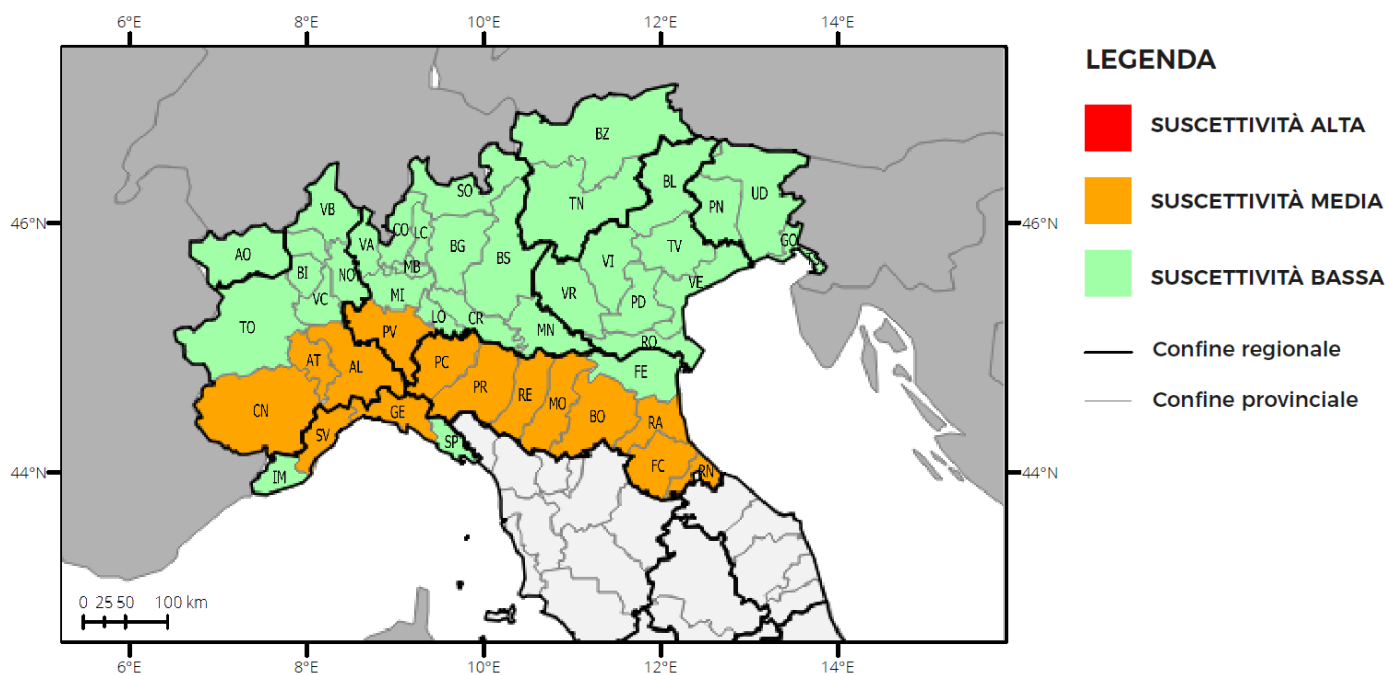 6°E 8°E 10°E 12°E 14°E
LEGENDA
SUSCETTIVITÀ ALTA
SUSCETTIVITÀ MEDIA
SUSCETTIVITÀ BASSA
Confine regionale
Confine provinciale
46°N 46°N
44°N 44°N
BZ
SO BL UD
VB TN PN
CO LC TV GO
AO VA BG BS VI
BI NO MB VE
VC MI VR PD
TO PV LO CR MN RO
AT AL PC FE
CN GE PR RE MO BO RA
SV SP FC RN
IM
0 25 50 100 km
6°E 8°E 10°E 12°E 14°E